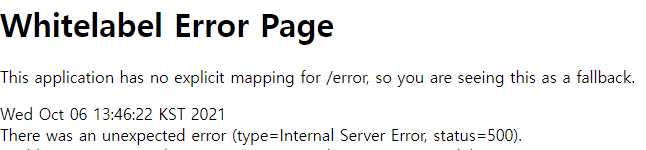 Whitelabel Error Page
This application has no explicit mapping for /error, so you are seeing this as a fallback.
Wed Oct 06 13:46:22 KST 2021
There was an unexpected error (type=Internal Server Error, status=500).